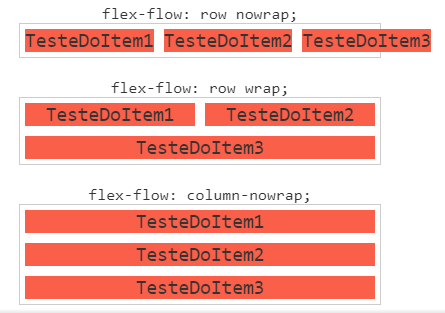 flex-flow: row nowrap;
TesteDoItem1 TesteDoItem2 TesteDoItem3
flex-flow: row wrap;
TesteDoItem1 TesteDoItem2
TesteDoItem3
flex-flow: column-nowrap;
TesteDoItem1
TesteDoItem2
TesteDoItem3